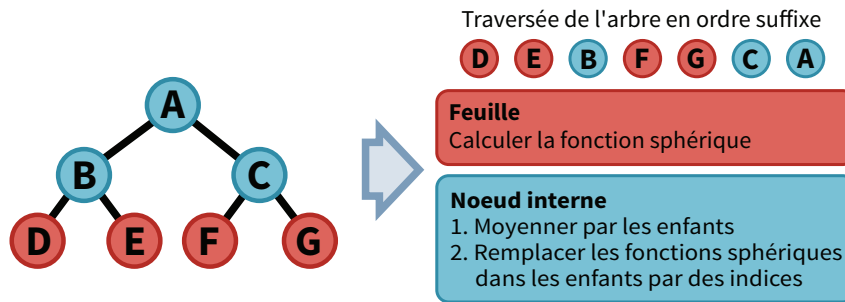 Traversée de l'arbre en ordre suffixe
D E B F G C A
A
B C
D E F G
Feuille
Calculer la fonction sphérique
Noeud interne
1. Moyenner par les enfants
2. Remplacer les fonctions sphériques
dans les enfants par des indices